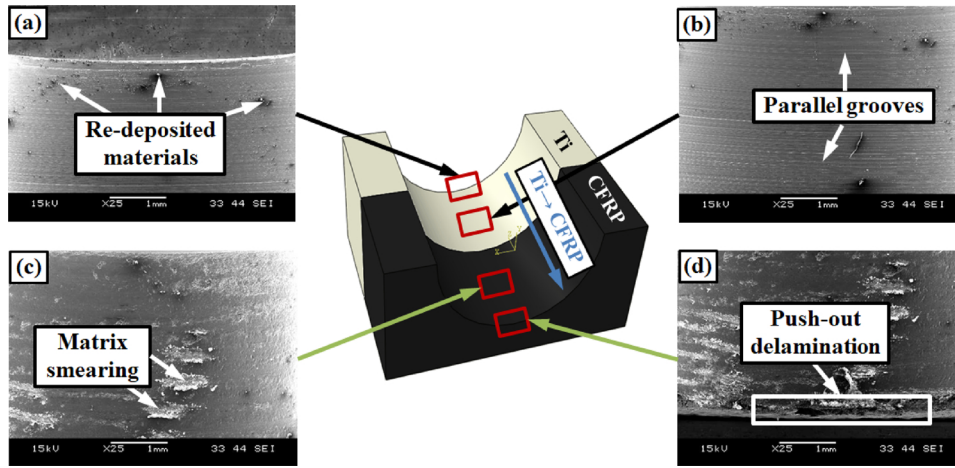 (a)
Re-deposited
materials
15kV X25 1mm 33 44 SEI
(b)
Parallel grooves
15kV X25 1mm 33 44 SEI
Ti
CFRP
Ti→CFRP
(c)
Matrix
smearing
15kV X25 1mm 33 44 SEI
(d)
Push-out
delamination
15kV X25 1mm 33 44 SEI